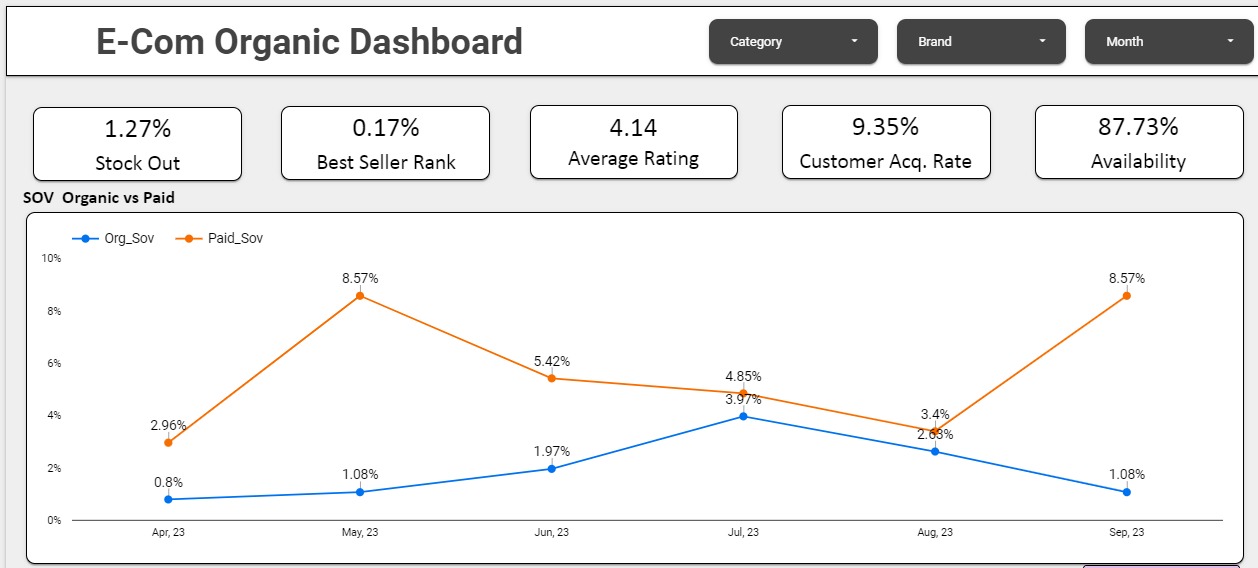 E-Com Organic Dashboard
Category
Brand
Month
1.27%
Stock Out
0.17%
Best Seller Rank
4.14
Average Rating
9.35%
Customer Acq. Rate
87.73%
Availability
SOV  Organic vs Paid
Org_Sov
Paid_Sov
10%
8%
6%
4%
2%
0%
2.96%
8.57%
5.42%
4.85%
3.4%
8.57%
0.8%
1.08%
1.97%
3.97%
2.63%
1.08%
Apr, 23
May, 23
Jun, 23
Jul, 23
Aug, 23
Sep, 23